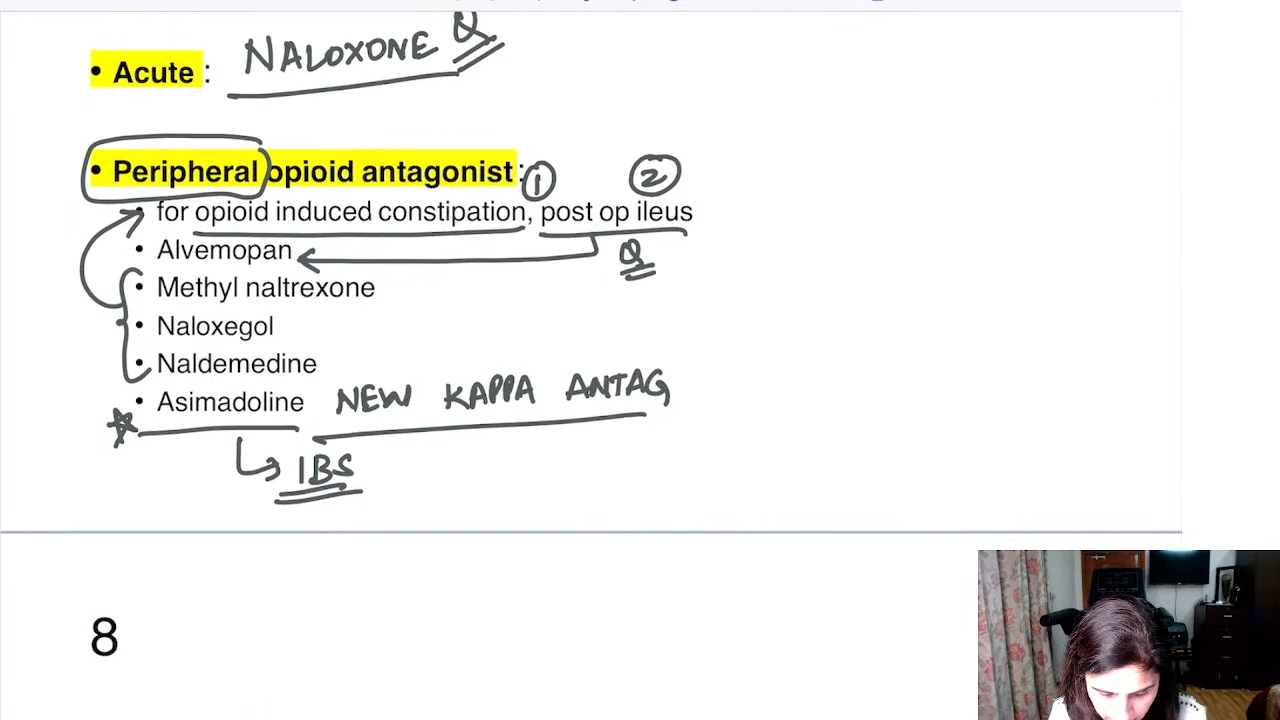 • Acute : NALOXONE Q
• Peripheral opioid antagonist : 1 2
• for opioid induced constipation, post op ileus
• Alvemopan Q
• Methyl naltrexone
• Naloxegol
• Naldemedine
• Asimadoline NEW KAPPA ANTAG
IBS
8